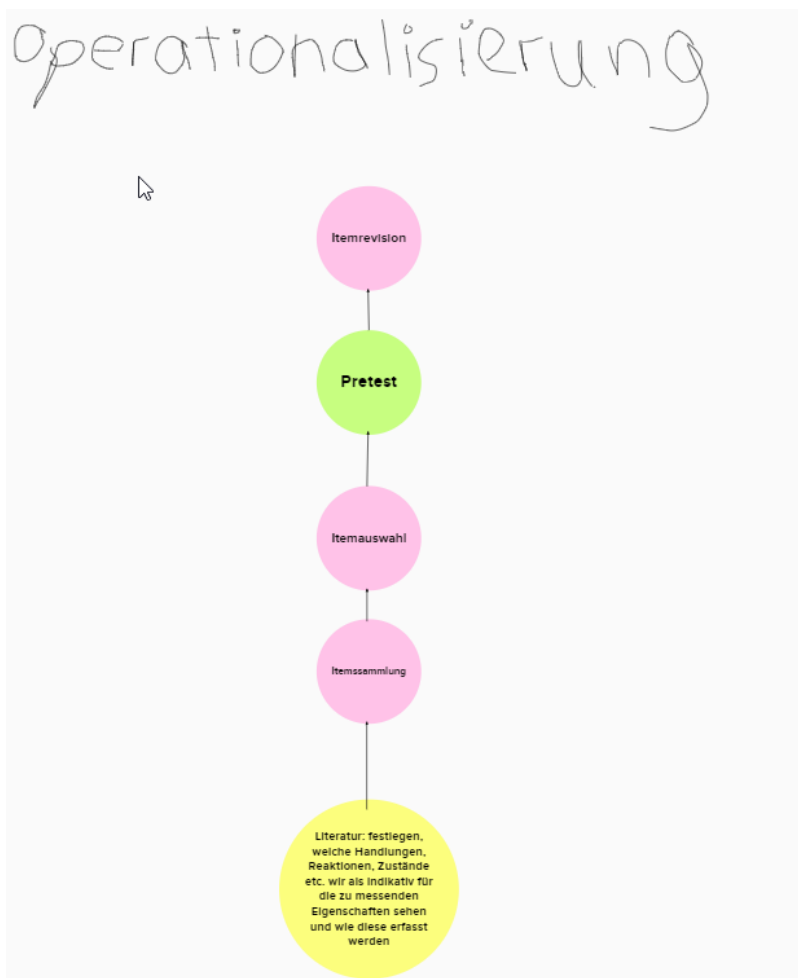 Operationalisierung
Itemrevision
Pretest
Itemauswahl
Itemssammlung
Literatur: festlegen,
welche Handlungen,
Reaktionen, Zustände
etc. wir als indikativ für
die zu messenden
Eigenschaften sehen
und wie diese erfasst
werden